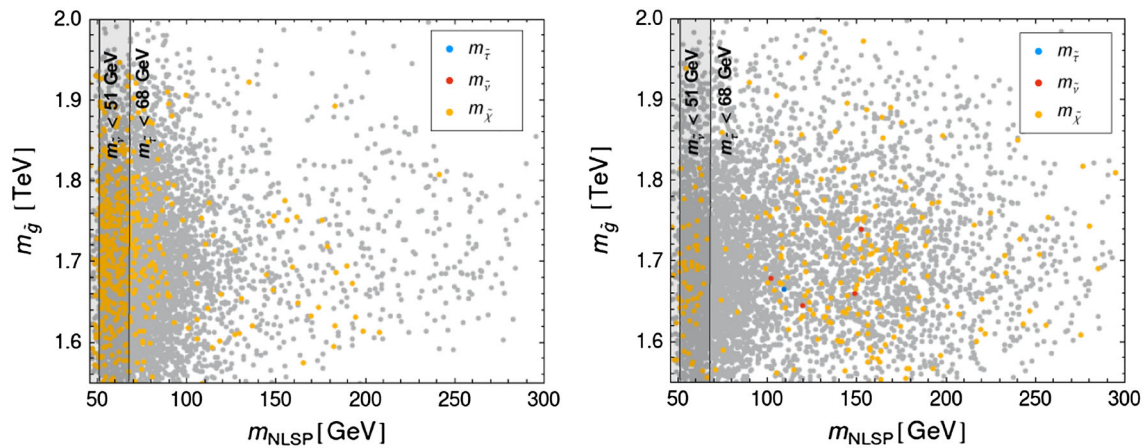 2.0
1.9
1.8
1.7
1.6
m_g̃ [TeV]
m_ν̃ < 51 GeV
m_τ̃ < 68 GeV
m_τ̃
m_ν̃
m_χ̃
50 100 150 200 250 300
m_NLSP [GeV]
2.0
1.9
1.8
1.7
1.6
m_g̃ [TeV]
m_ν̃ < 51 GeV
m_τ̃ < 68 GeV
m_τ̃
m_ν̃
m_χ̃
50 100 150 200 250 300
m_NLSP [GeV]